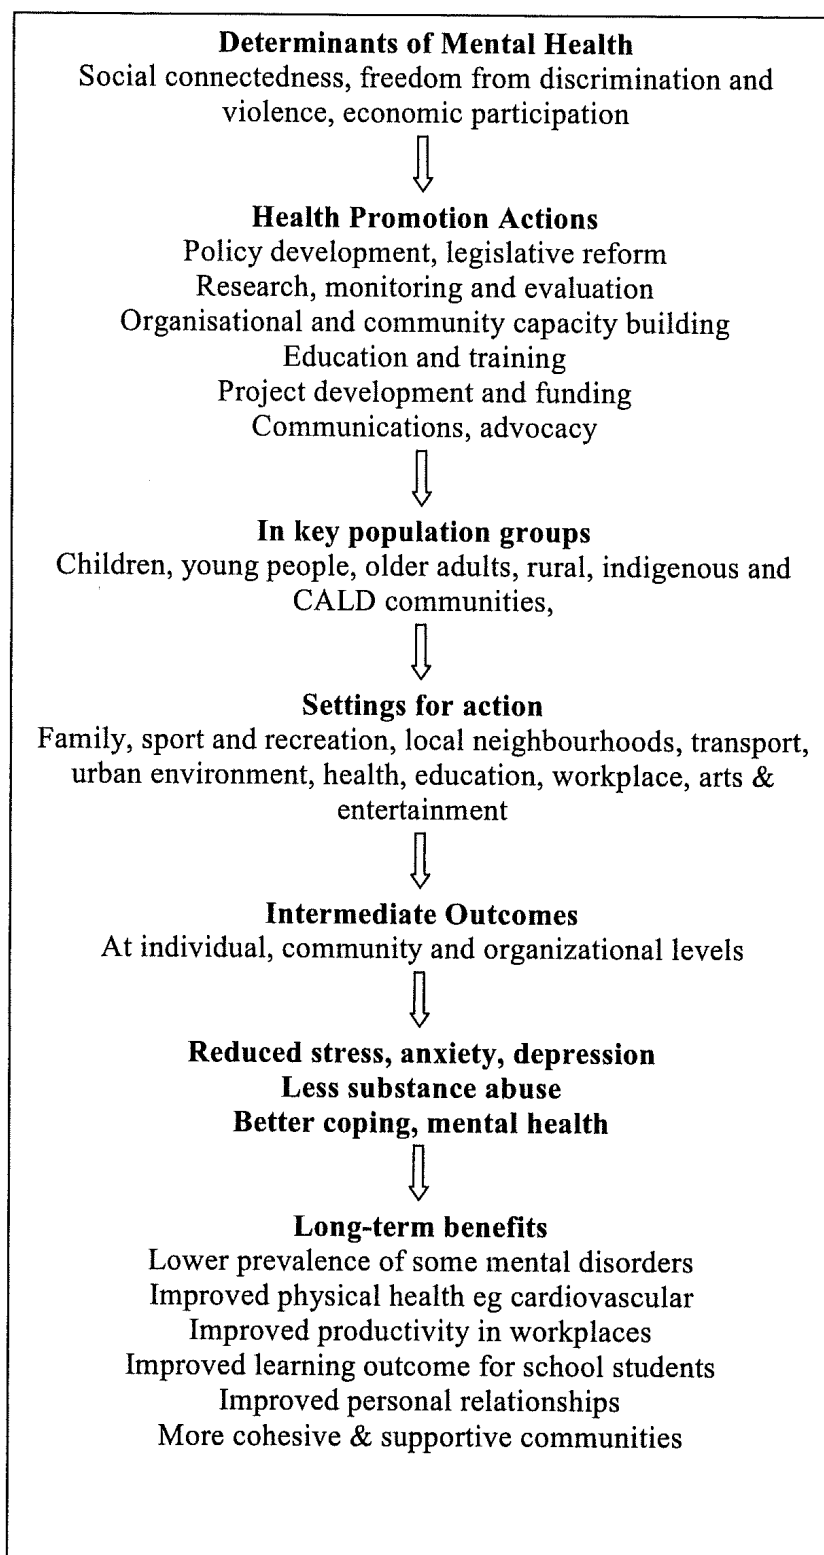 Determinants of Mental Health
Social connectedness, freedom from discrimination and
violence, economic participation
Health Promotion Actions
Policy development, legislative reform
Research, monitoring and evaluation
Organisational and community capacity building
Education and training
Project development and funding
Communications, advocacy
In key population groups
Children, young people, older adults, rural, indigenous and
CALD communities,
Settings for action
Family, sport and recreation, local neighbourhoods, transport,
urban environment, health, education, workplace, arts &
entertainment
Intermediate Outcomes
At individual, community and organizational levels
Reduced stress, anxiety, depression
Less substance abuse
Better coping, mental health
Long-term benefits
Lower prevalence of some mental disorders
Improved physical health eg cardiovascular
Improved productivity in workplaces
Improved learning outcome for school students
Improved personal relationships
More cohesive & supportive communities